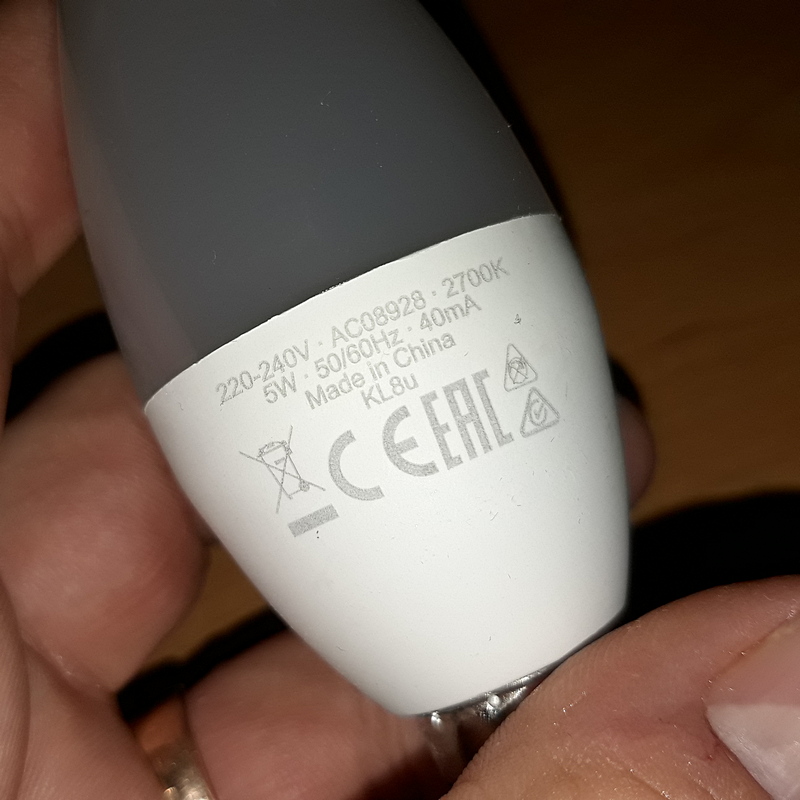 220-240V · AC08928 · 2700K
5W · 50/60Hz · 40mA
Made in China
KL8u
CE EAC